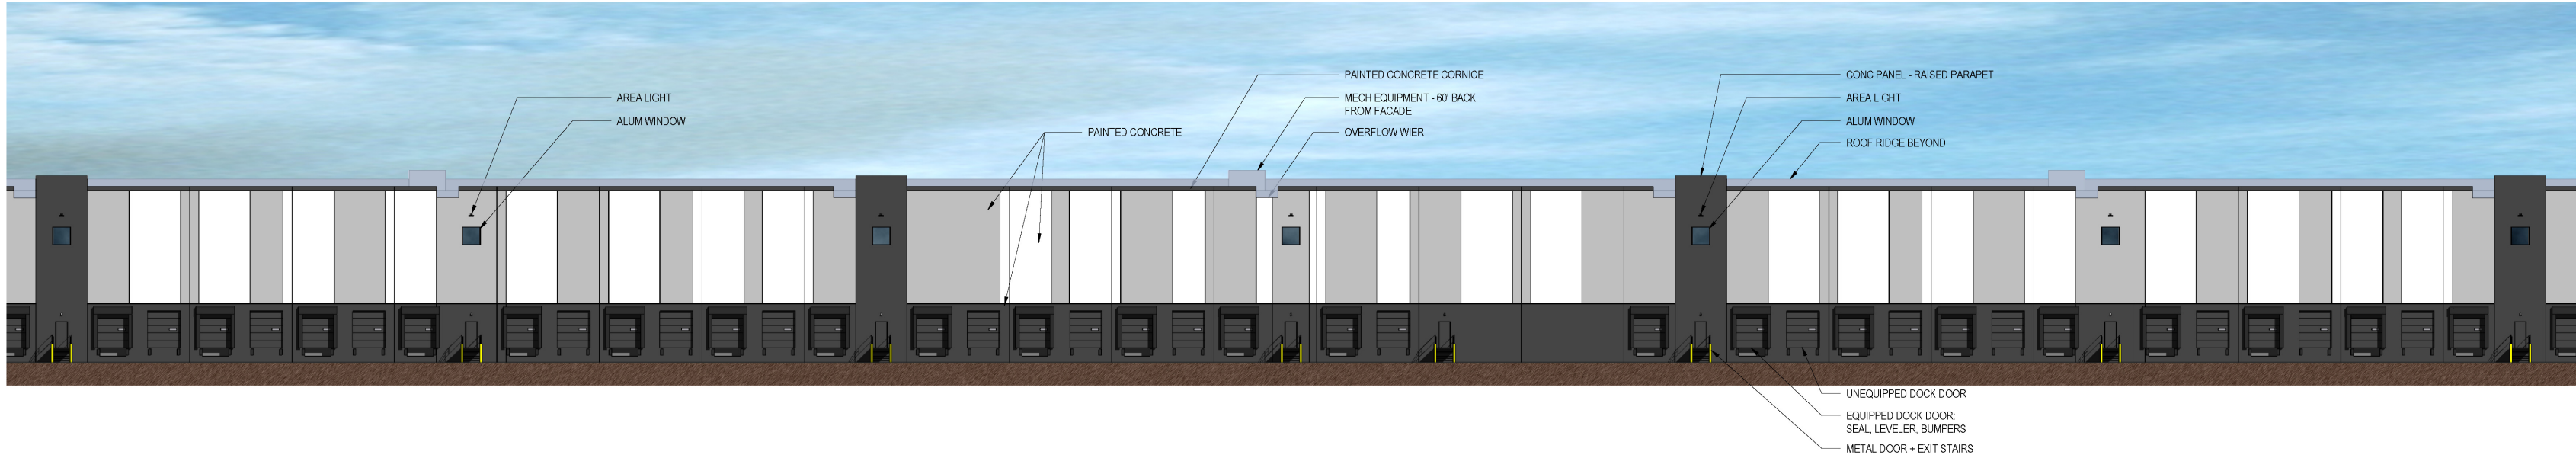 AREA LIGHT
ALUM WINDOW
PAINTED CONCRETE
PAINTED CONCRETE CORNICE
MECH EQUIPMENT - 60' BACK
FROM FACADE
OVERFLOW WIER
CONC PANEL - RAISED PARAPET
AREA LIGHT
ALUM WINDOW
ROOF RIDGE BEYOND
UNEQUIPPED DOCK DOOR
EQUIPPED DOCK DOOR:
SEAL, LEVELER, BUMPERS
METAL DOOR + EXIT STAIRS